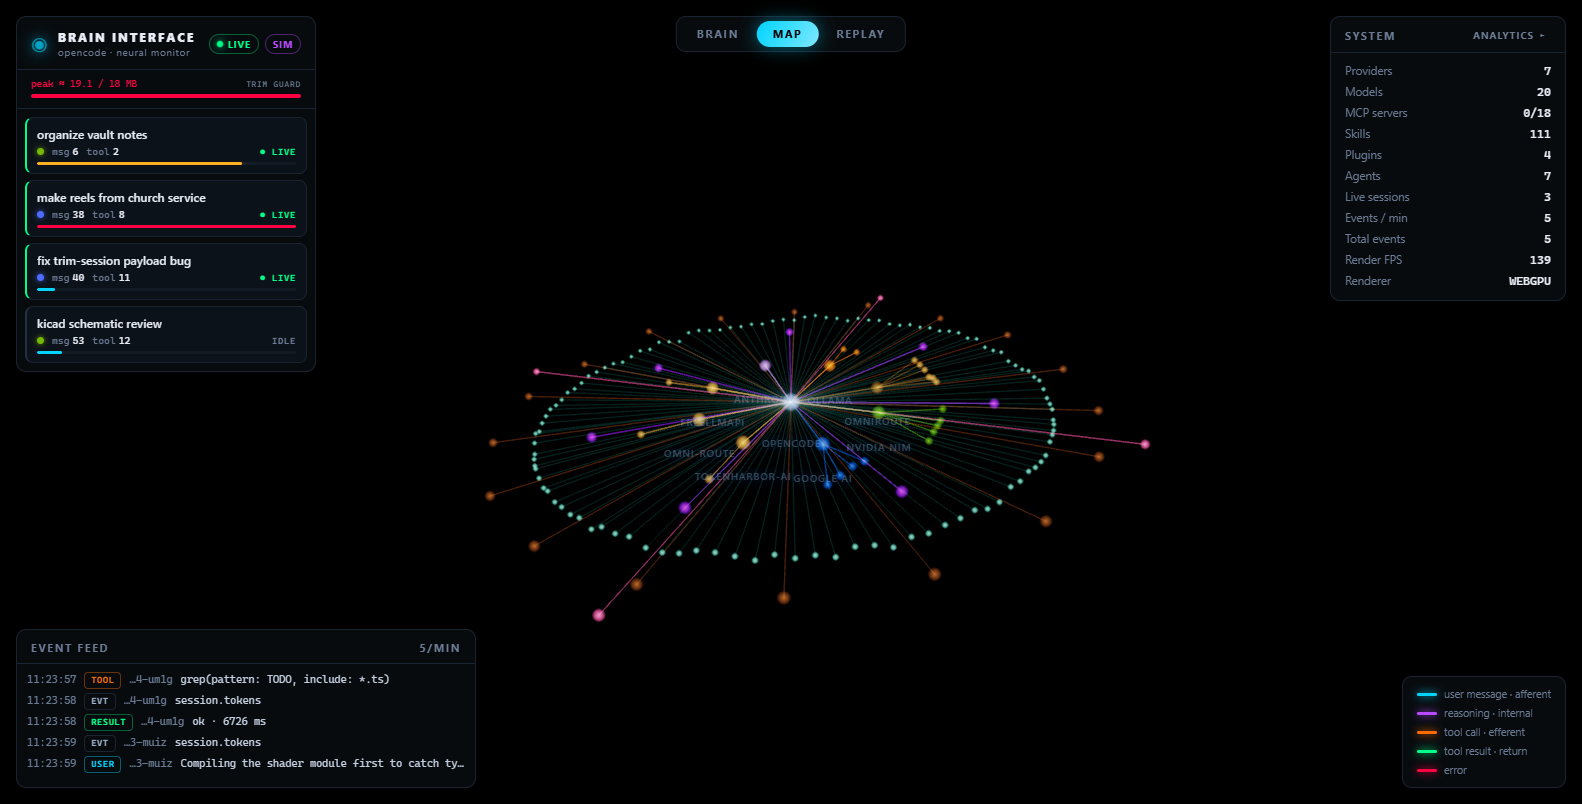 BRAIN INTERFACE
opencode · neural monitor
LIVE
SIM
peak ≈ 19.1 / 18 MB
TRIM GUARD
organize vault notes
msg 6 tool 2
LIVE
make reels from church service
msg 38 tool 8
LIVE
fix trim-session payload bug
msg 40 tool 11
LIVE
kicad schematic review
msg 53 tool 12
IDLE
BRAIN
MAP
REPLAY
SYSTEM
ANALYTICS
Providers 7
Models 20
MCP servers 0/18
Skills 111
Plugins 4
Agents 7
Live sessions 3
Events / min 5
Total events 5
Render FPS 139
Renderer WEBGPU
OMNIROUTE
OPENCODE
NVIDIA NIM
OMNI-ROUTE
TOKENHARBOR-AI
GOOGLE AI
EVENT FEED
5/MIN
11:23:57 TOOL …4-um1g grep(pattern: TODO, include: *.ts)
11:23:58 EVT …4-um1g session.tokens
11:23:58 RESULT …4-um1g ok · 6726 ms
11:23:59 EVT …3-muiz session.tokens
11:23:59 USER …3-muiz Compiling the shader module first to catch ty…
user message · afferent
reasoning · internal
tool call · efferent
tool result · return
error